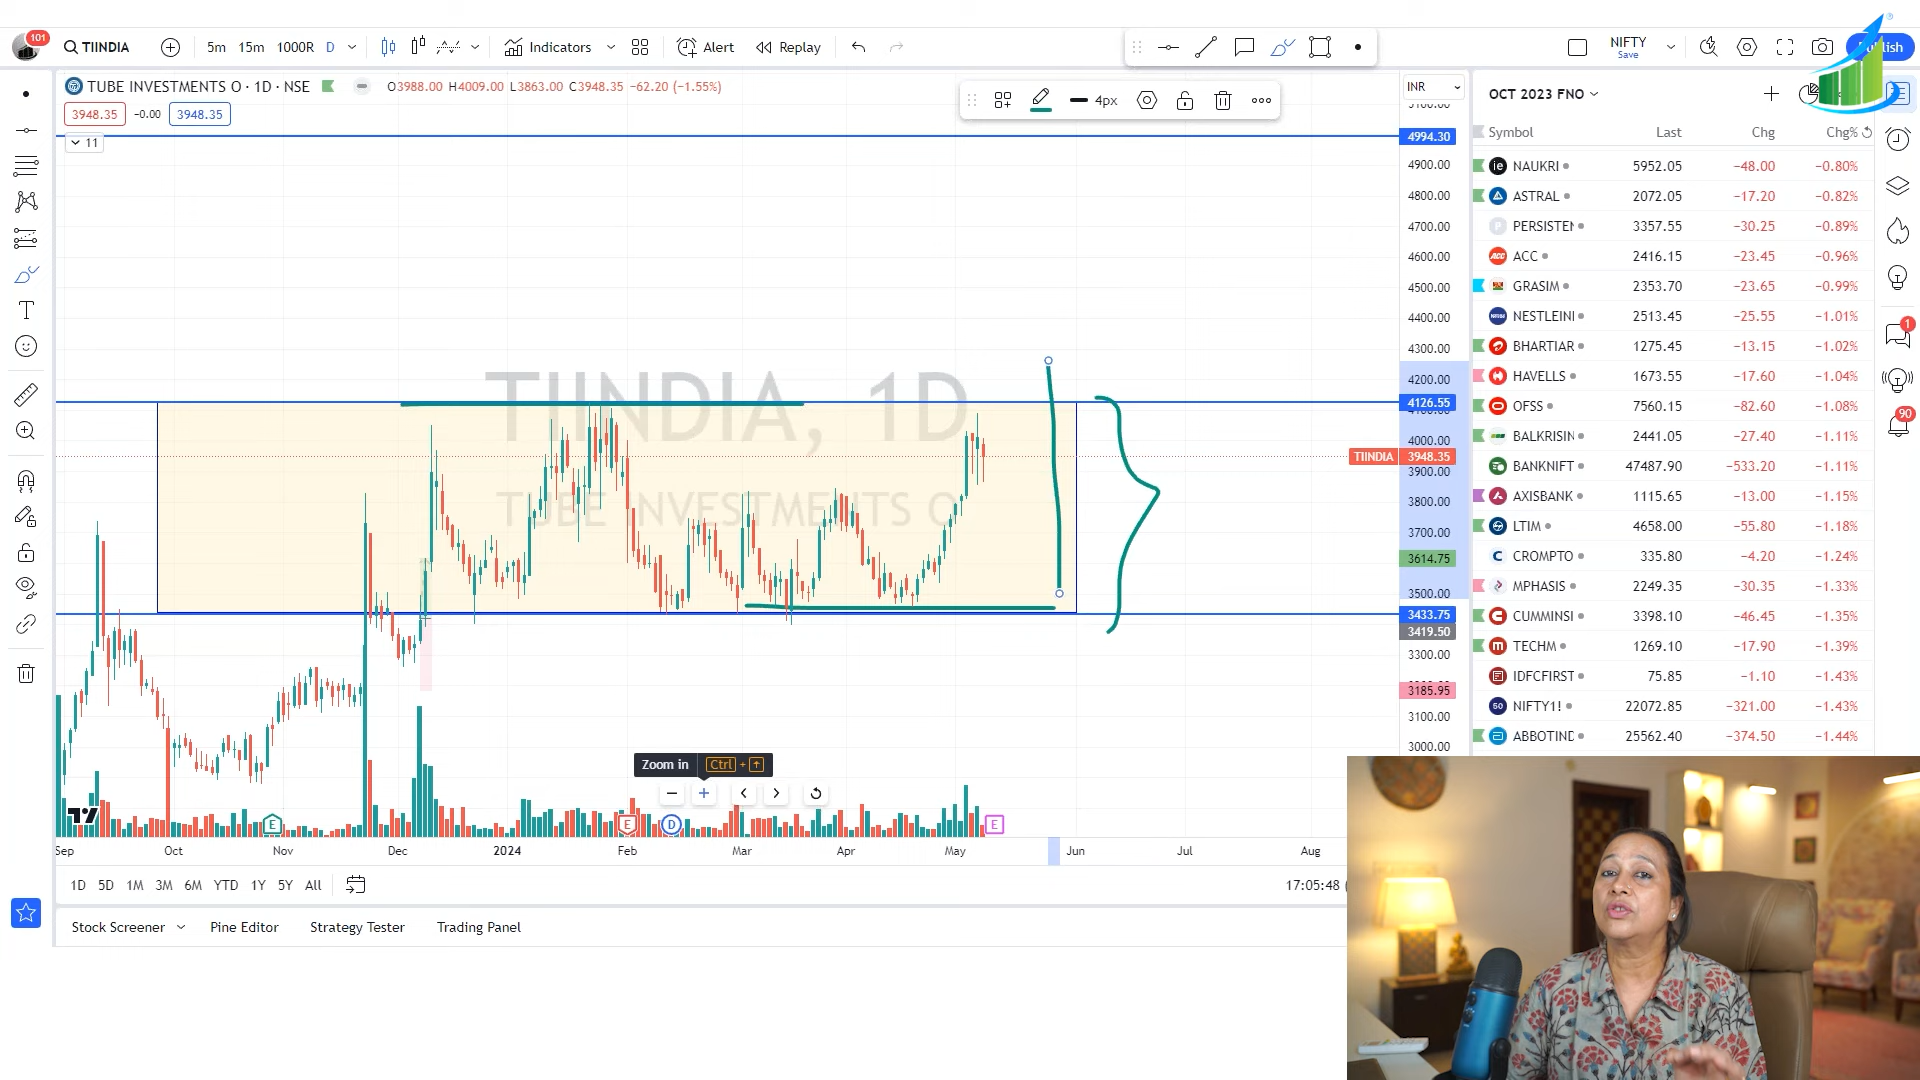 101
TIINDIA
5m 15m 1000R D
Indicators
Alert
Replay
NIFTY
Save
TUBE INVESTMENTS O · 1D · NSE
O3988.00 H4009.00 L3863.00 C3948.35 −62.20 (−1.55%)
3948.35 -0.00 3948.35
11
4px
INR
4994.30
4900.00
4800.00
4700.00
4600.00
4500.00
4400.00
4300.00
4200.00
4126.55
4000.00
TIINDIA 3948.35
3900.00
3800.00
3700.00
3614.75
3500.00
3433.75
3419.50
3300.00
3185.95
3100.00
3000.00
TIINDIA, 1D
TUBE INVESTMENTS O
Zoom in Ctrl +
E E D E
Sep Oct Nov Dec 2024 Feb Mar Apr May Jun Jul Aug
1D 5D 1M 3M 6M YTD 1Y 5Y All
17:05:48
Stock Screener Pine Editor Strategy Tester Trading Panel
OCT 2023 FNO
Symbol Last Chg Chg%
NAUKRI 5952.05 −48.00 −0.80%
ASTRAL 2072.05 −17.20 −0.82%
PERSISTEN 3357.55 −30.25 −0.89%
ACC 2416.15 −23.45 −0.96%
GRASIM 2353.70 −23.65 −0.99%
NESTLEINI 2513.45 −25.55 −1.01%
BHARTIAR 1275.45 −13.15 −1.02%
HAVELLS 1673.55 −17.60 −1.04%
OFSS 7560.15 −82.60 −1.08%
BALKRISIN 2441.05 −27.40 −1.11%
BANKNIFT 47487.90 −533.20 −1.11%
AXISBANK 1115.65 −13.00 −1.15%
LTIM 4658.00 −55.80 −1.18%
CROMPTO 335.80 −4.20 −1.24%
MPHASIS 2249.35 −30.35 −1.33%
CUMMINSI 3398.10 −46.45 −1.35%
TECHM 1269.10 −17.90 −1.39%
IDFCFIRST 75.85 −1.10 −1.43%
NIFTY1! 22072.85 −321.00 −1.43%
ABBOTIND 25562.40 −374.50 −1.44%
1
90